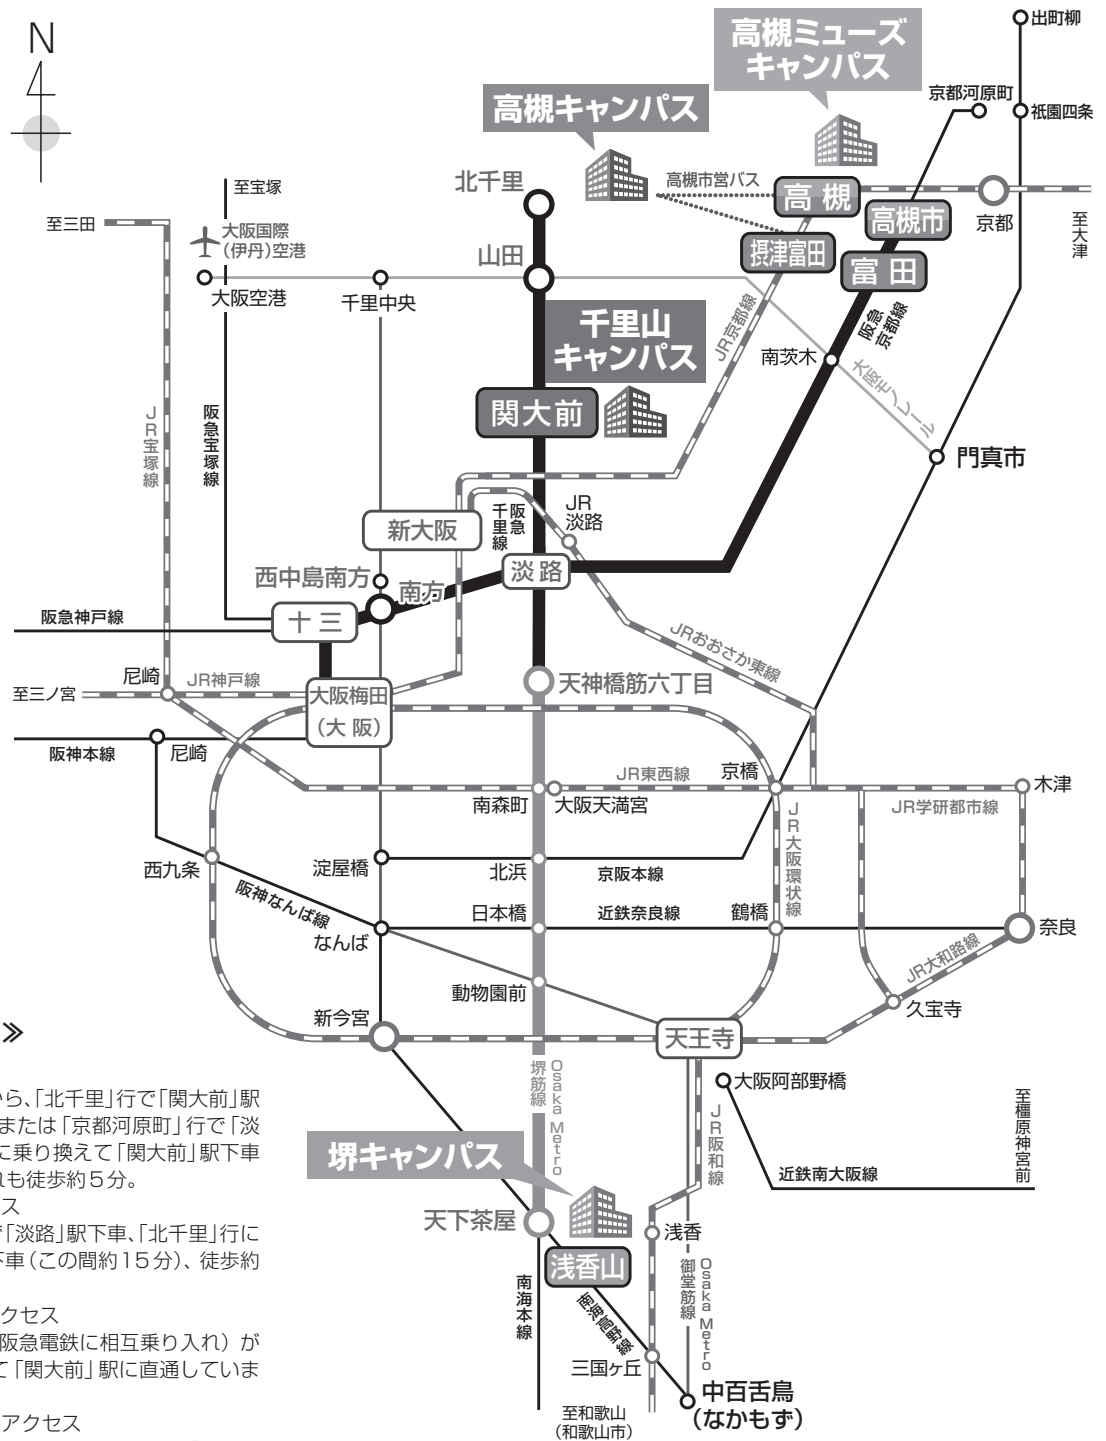 N
高槻ミューズ
キャンパス
出町柳
高槻キャンパス
京都河原町
祇園四条
北千里
高槻市営バス
高槻
高槻市
京都
至大津
至宝塚
至三田
大阪国際
(伊丹)空港
山田
摂津富田
富田
大阪空港
千里中央
千里山
キャンパス
JR京都線
阪急
京都線
南茨木
大阪モノレール
関大前
JR宝塚線
阪急宝塚線
門真市
新大阪
阪急
千里線
JR
淡路
西中島南方
南方
淡路
阪急神戸線
十三
JRおおさか東線
尼崎
JR神戸線
至三ノ宮
大阪梅田
(大阪)
天神橋筋六丁目
阪神本線
尼崎
JR東西線
京橋
木津
南森町
大阪天満宮
JR学研都市線
JR大阪環状線
西九条
淀屋橋
北浜
京阪本線
阪神なんば線
日本橋
近鉄奈良線
鶴橋
なんば
奈良
JR大和路線
動物園前
久宝寺
新今宮
天王寺
≫
堺筋線
Osaka Metro
大阪阿部野橋
JR阪和線
至橿原神宮前
近鉄南大阪線
ら、「北千里」行で「関大前」駅
または「京都河原町」行で「淡
に乗り換えて「関大前」駅下車
れも徒歩約5分。
ス
で「淡路」駅下車、「北千里」行に
下車(この間約15分)、徒歩約
クセス
阪急電鉄に相互乗り入れ)が
て「関大前」駅に直通していま
アクセス
堺キャンパス
天下茶屋
浅香山
浅香
御堂筋線
Osaka Metro
南海本線
南海高野線
三国ヶ丘
中百舌鳥
(なかもず)
至和歌山
(和歌山市)